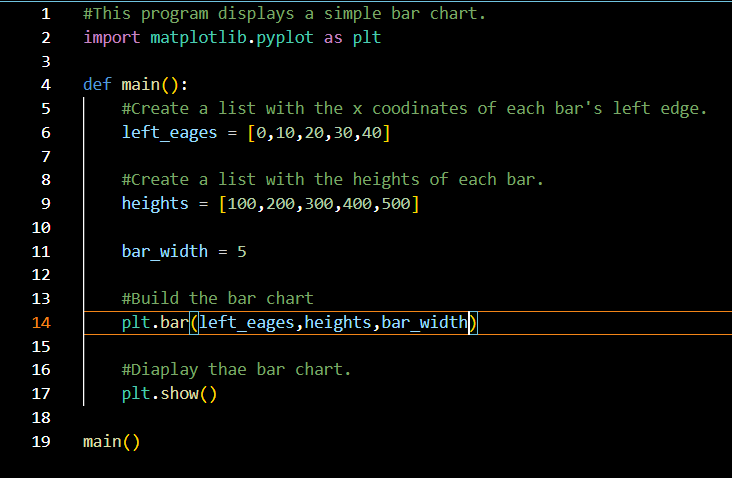 1 #This program displays a simple bar chart.
2 import matplotlib.pyplot as plt
3
4 def main():
5 #Create a list with the x coodinates of each bar's left edge.
6 left_eages = [0,10,20,30,40]
7
8 #Create a list with the heights of each bar.
9 heights = [100,200,300,400,500]
10
11 bar_width = 5
12
13 #Build the bar chart
14 plt.bar(left_eages,heights,bar_width)
15
16 #Diaplay thae bar chart.
17 plt.show()
18
19 main()